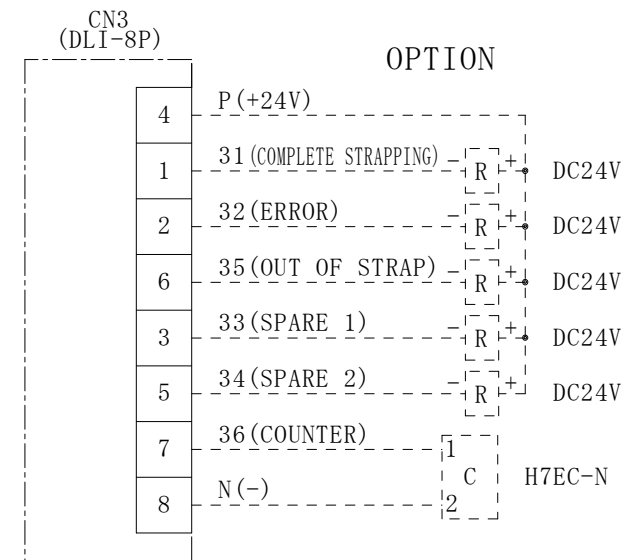 CN3
(DLI-8P)
OPTION
4 P(+24V)
1 31(COMPLETE STRAPPING) - R + DC24V
2 32(ERROR) - R + DC24V
6 35(OUT OF STRAP) - R + DC24V
3 33(SPARE 1) - R + DC24V
5 34(SPARE 2) - R + DC24V
7 36(COUNTER) 1
C H7EC-N
8 N(-) 2